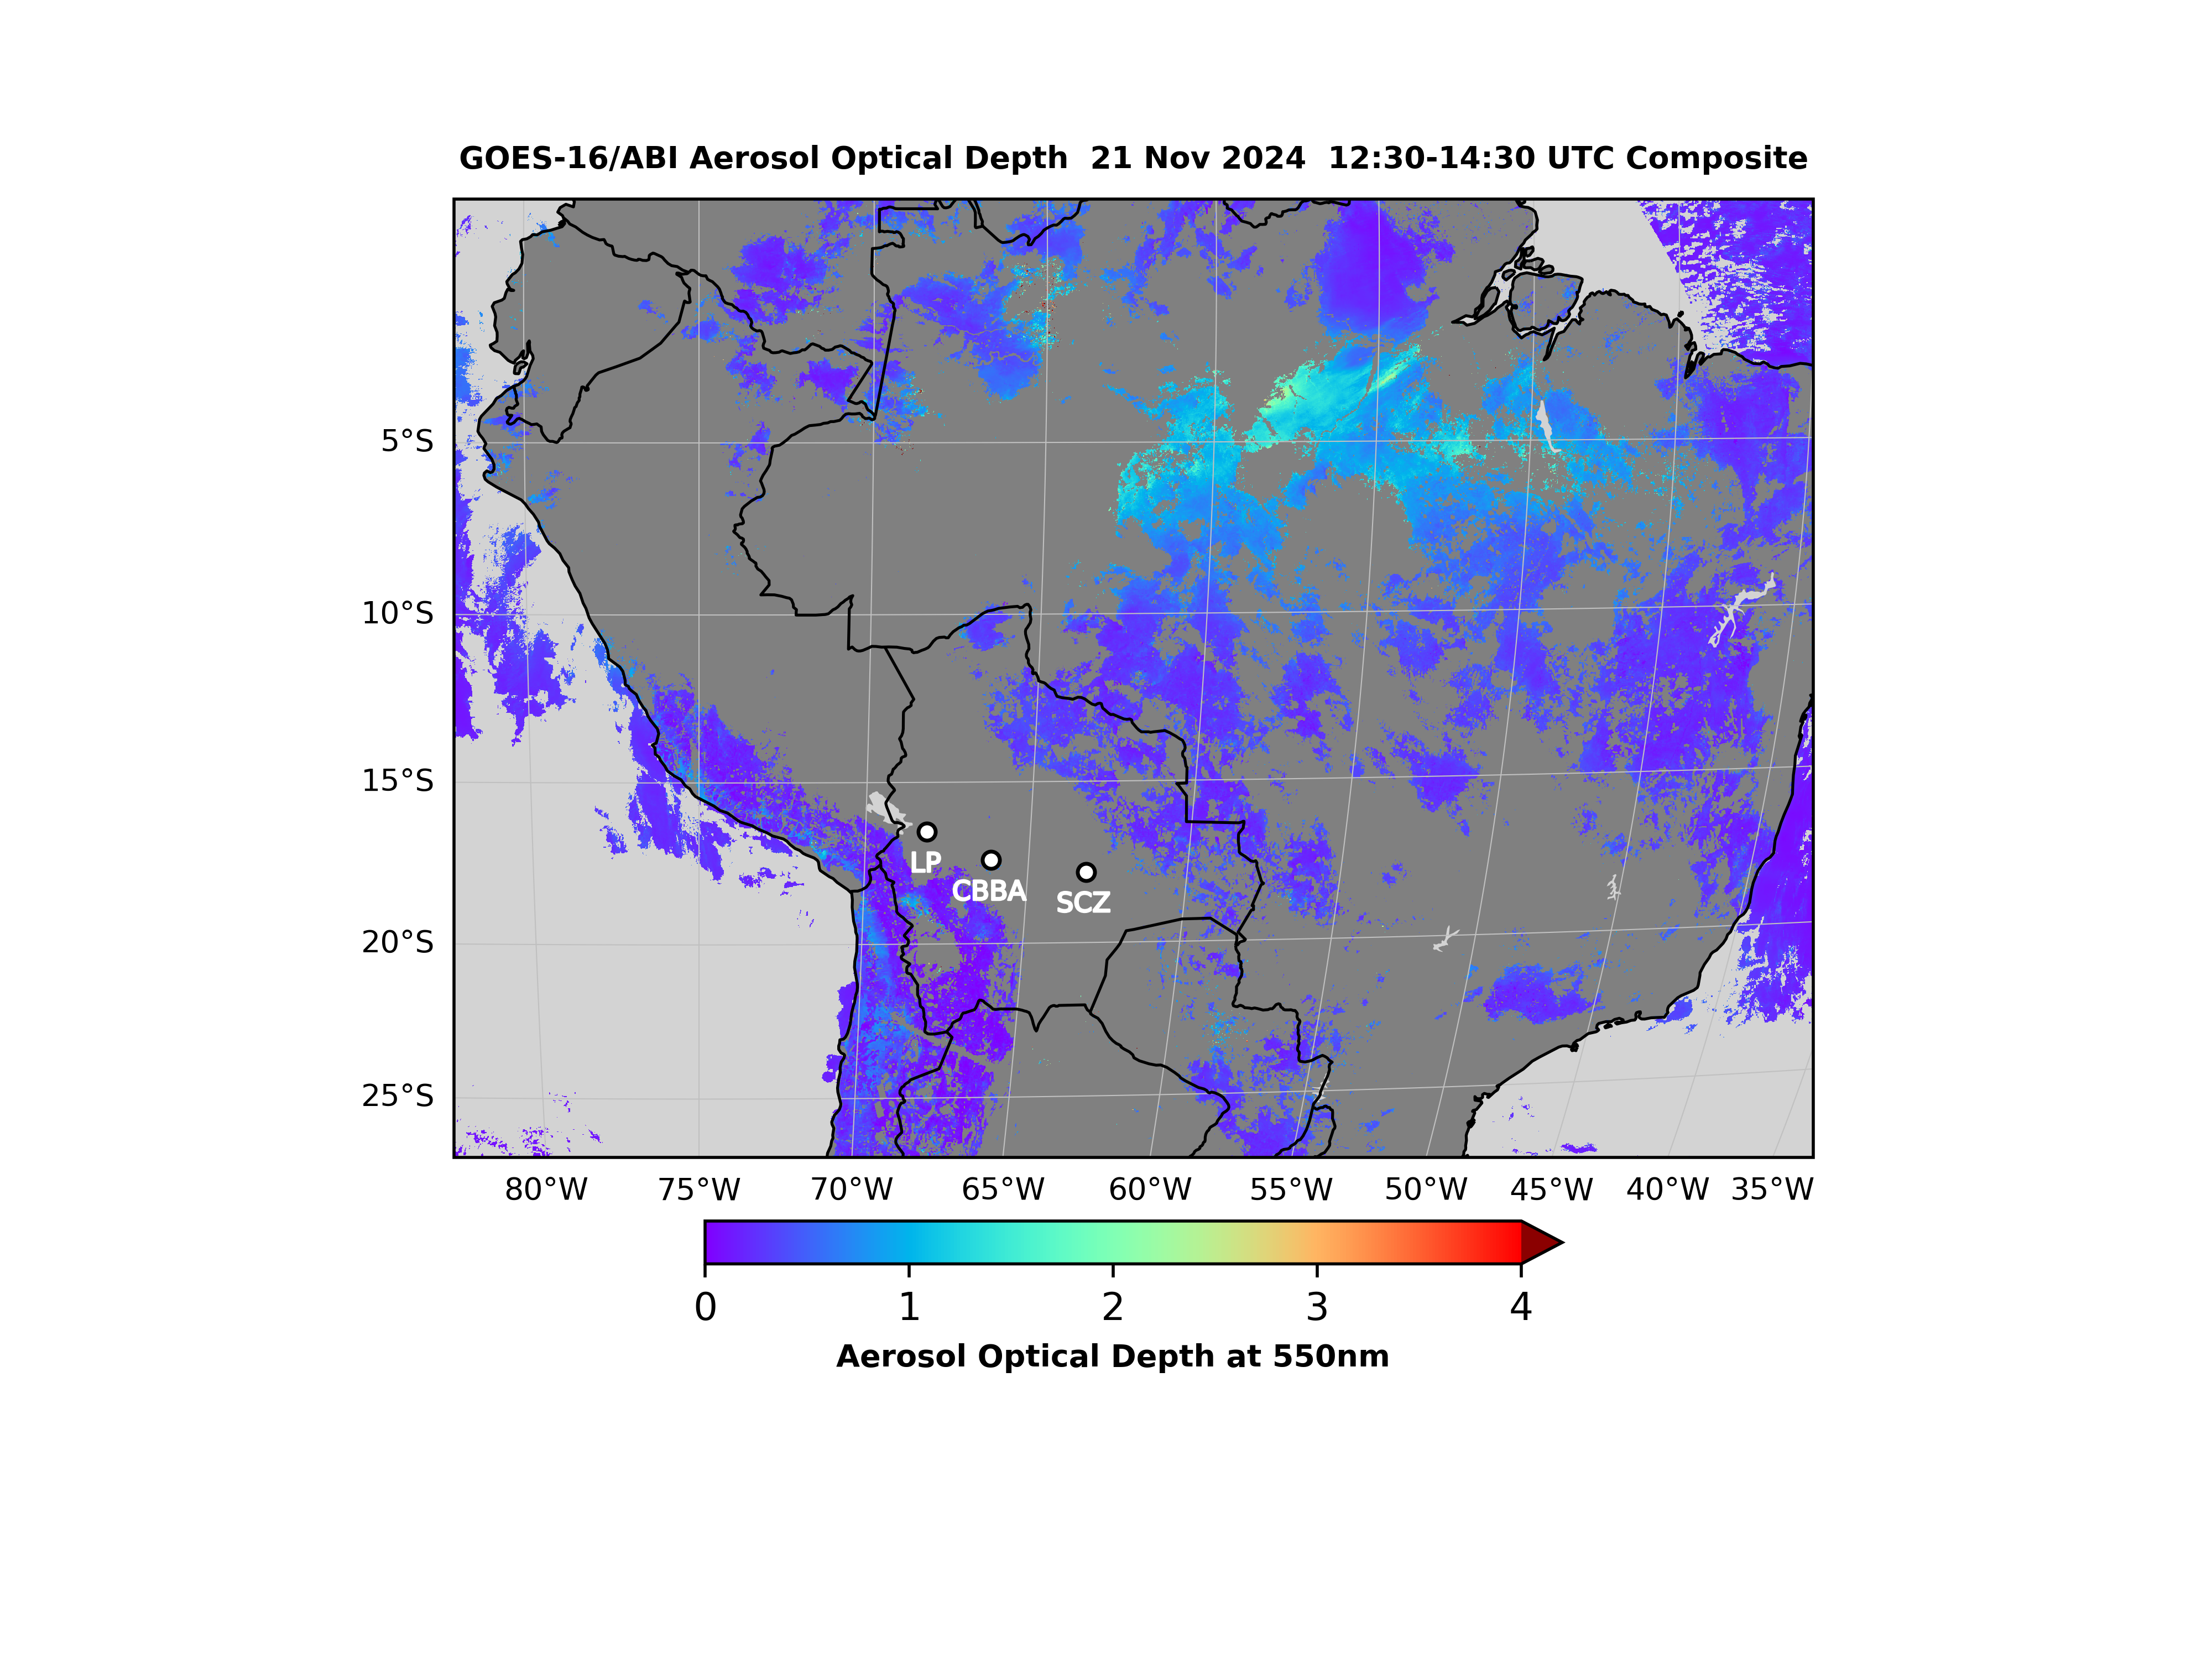 GOES-16/ABI Aerosol Optical Depth  21 Nov 2024  12:30-14:30 UTC Composite
5°S
10°S
15°S
LP
CBBA
SCZ
20°S
25°S
80°W 75°W 70°W 65°W 60°W 55°W 50°W 45°W 40°W 35°W
0 1 2 3 4
Aerosol Optical Depth at 550nm